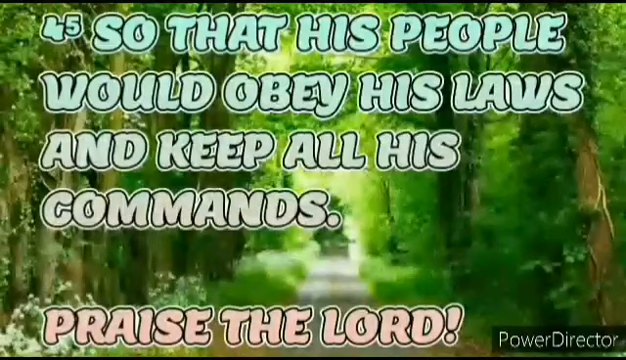 ⁴⁵ SO THAT HIS PEOPLE
WOULD OBEY HIS LAWS
AND KEEP ALL HIS
COMMANDS.
PRAISE THE LORD!
PowerDirector